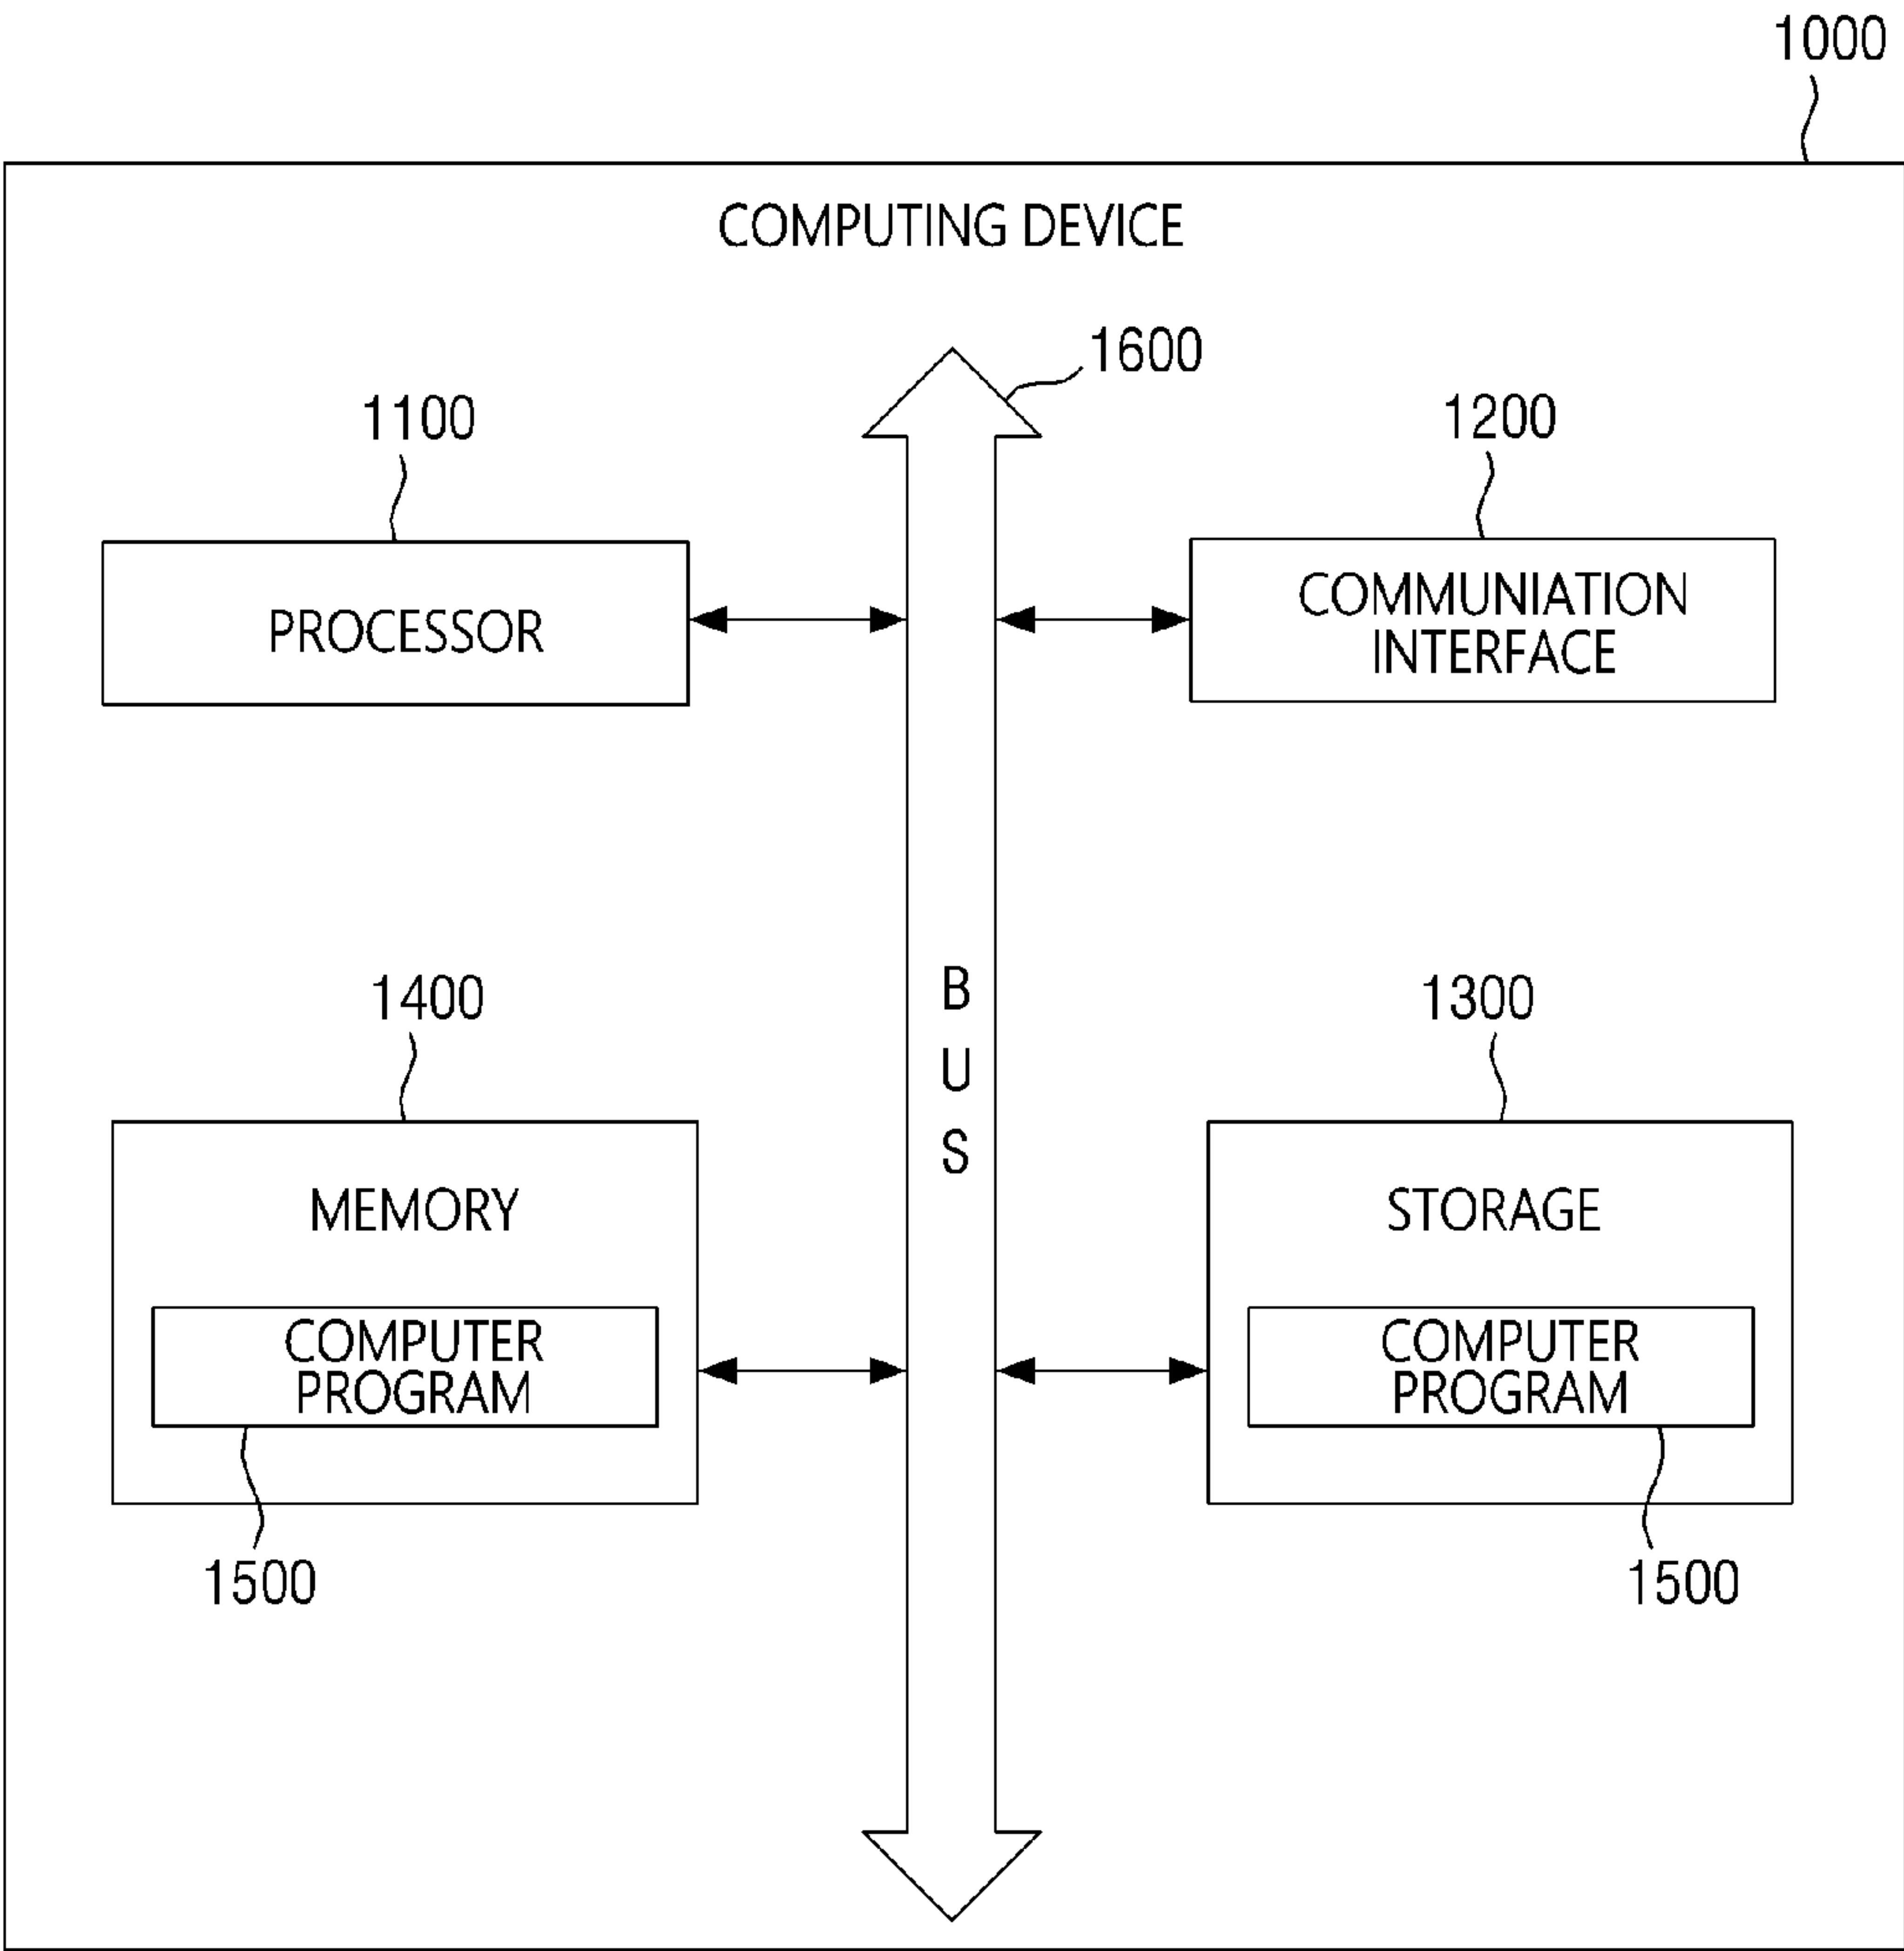 1000
COMPUTING DEVICE
1600
1100
1200
PROCESSOR
COMMUNIATION
INTERFACE
B
U
S
1400
1300
MEMORY
STORAGE
COMPUTER
PROGRAM
COMPUTER
PROGRAM
1500
1500